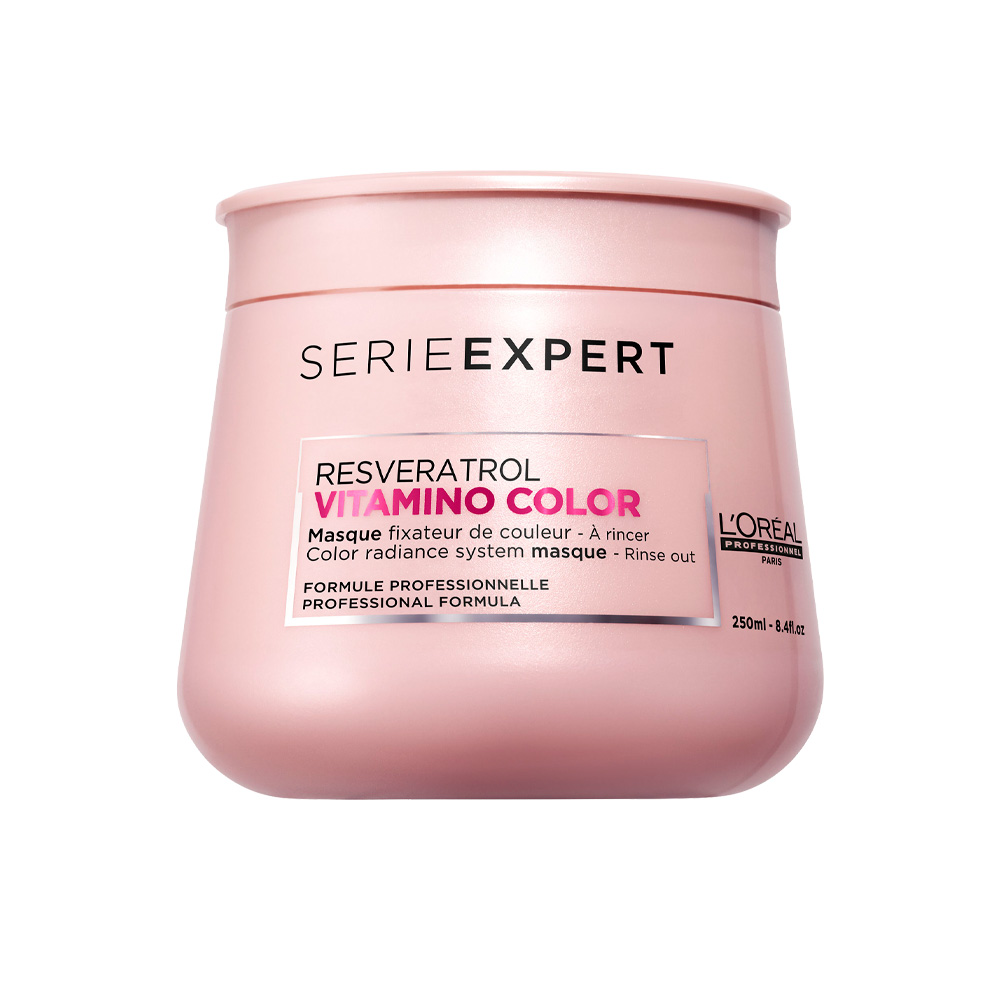 SERIEEXPERT
RESVERATROL
VITAMINO COLOR
Masque fixateur de couleur - À rincer
Color radiance system masque - Rinse out
FORMULE PROFESSIONNELLE
PROFESSIONAL FORMULA
L'ORÉAL
PROFESSIONNEL
PARIS
250ml - 8.4fl.oz